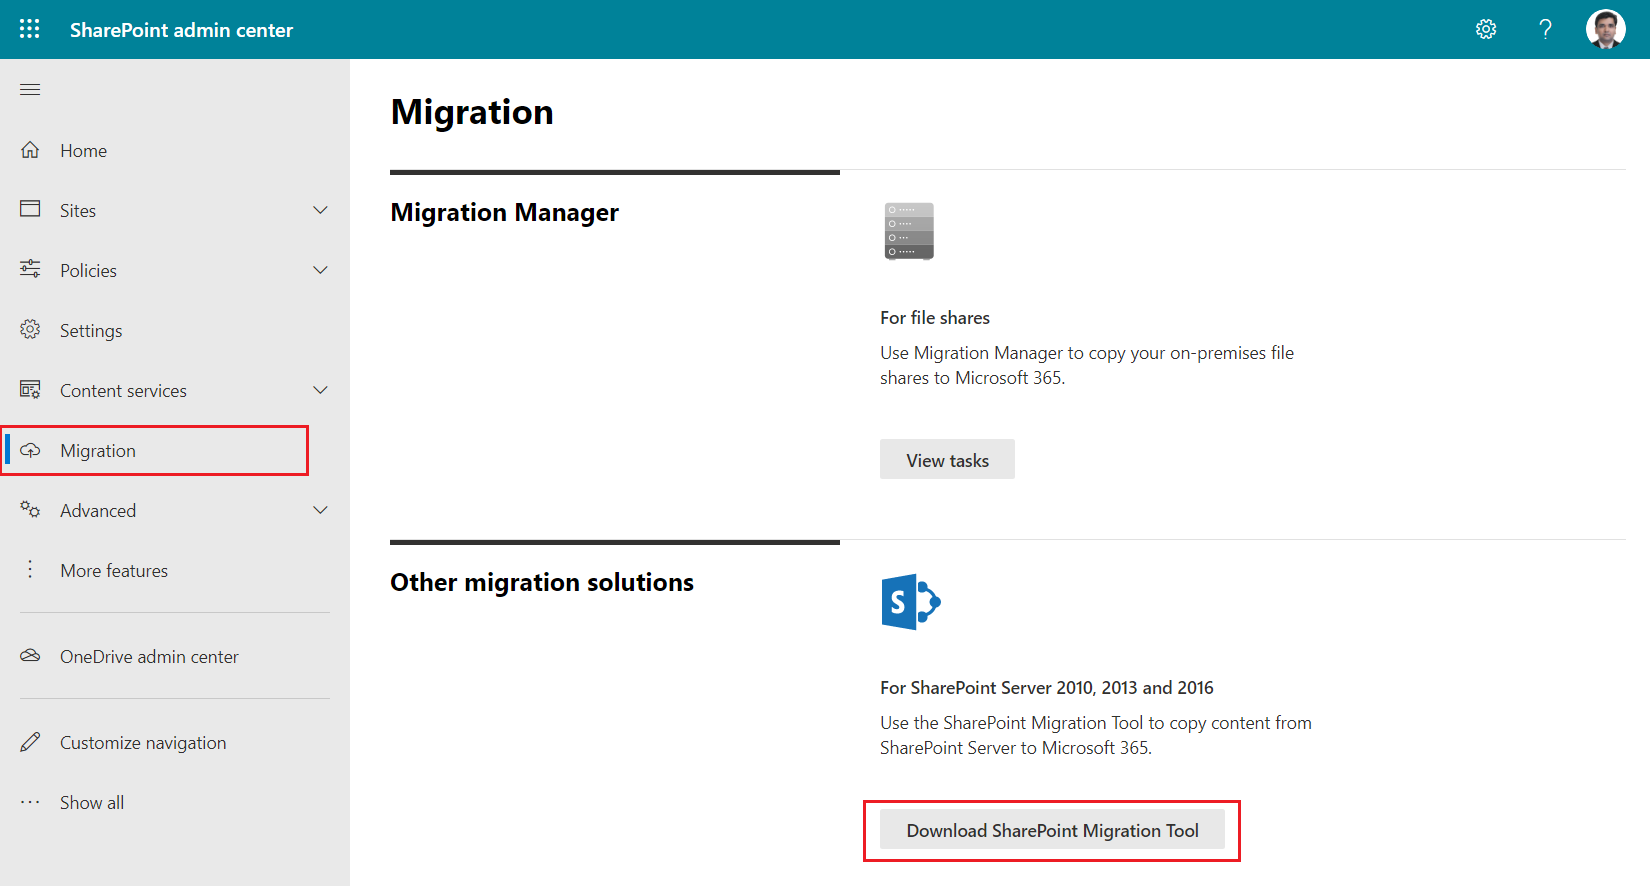 SharePoint admin center
?
Home
Sites
Policies
Settings
Content services
Migration
Advanced
More features
OneDrive admin center
Customize navigation
Show all
Migration
Migration Manager
For file shares
Use Migration Manager to copy your on-premises file
shares to Microsoft 365.
View tasks
Other migration solutions
S
For SharePoint Server 2010, 2013 and 2016
Use the SharePoint Migration Tool to copy content from
SharePoint Server to Microsoft 365.
Download SharePoint Migration Tool